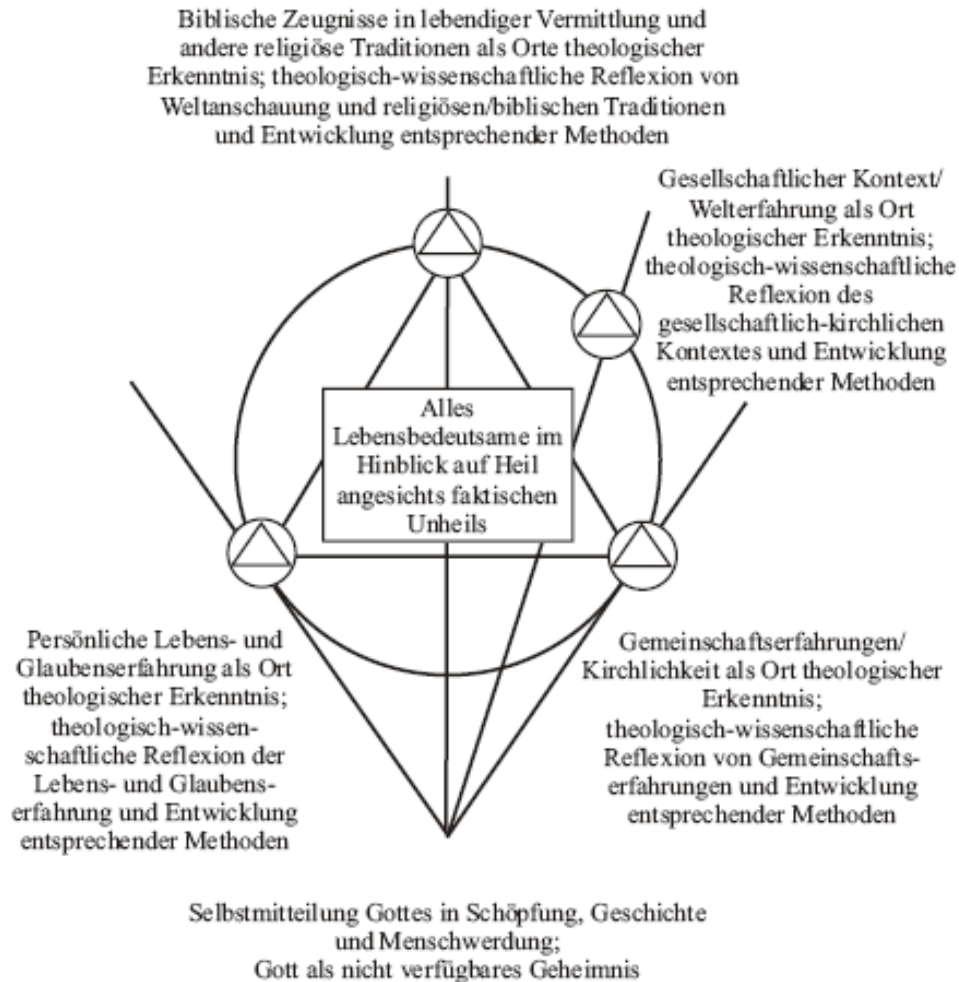 Biblische Zeugnisse in lebendiger Vermittlung und
andere religiöse Traditionen als Orte theologischer
Erkenntnis; theologisch-wissenschaftliche Reflexion von
Weltanschauung und religiösen/biblischen Traditionen
und Entwicklung entsprechender Methoden
Gesellschaftlicher Kontext/
Welterfahrung als Ort
theologischer Erkenntnis;
theologisch-wissenschaftliche
Reflexion des
gesellschaftlich-kirchlichen
Kontextes und Entwicklung
entsprechender Methoden
Alles
Lebensbedeutsame im
Hinblick auf Heil
angesichts faktischen
Unheils
Persönliche Lebens- und
Glaubenserfahrung als Ort
theologischer Erkenntnis;
theologisch-wissen-
schaftliche Reflexion der
Lebens- und Glaubens-
erfahrung und Entwicklung
entsprechender Methoden
Gemeinschaftserfahrungen/
Kirchlichkeit als Ort theologischer
Erkenntnis;
theologisch-wissenschaftliche
Reflexion von Gemeinschafts-
erfahrungen und Entwicklung
entsprechender Methoden
Selbstmitteilung Gottes in Schöpfung, Geschichte
und Menschwerdung;
Gott als nicht verfügbares Geheimnis